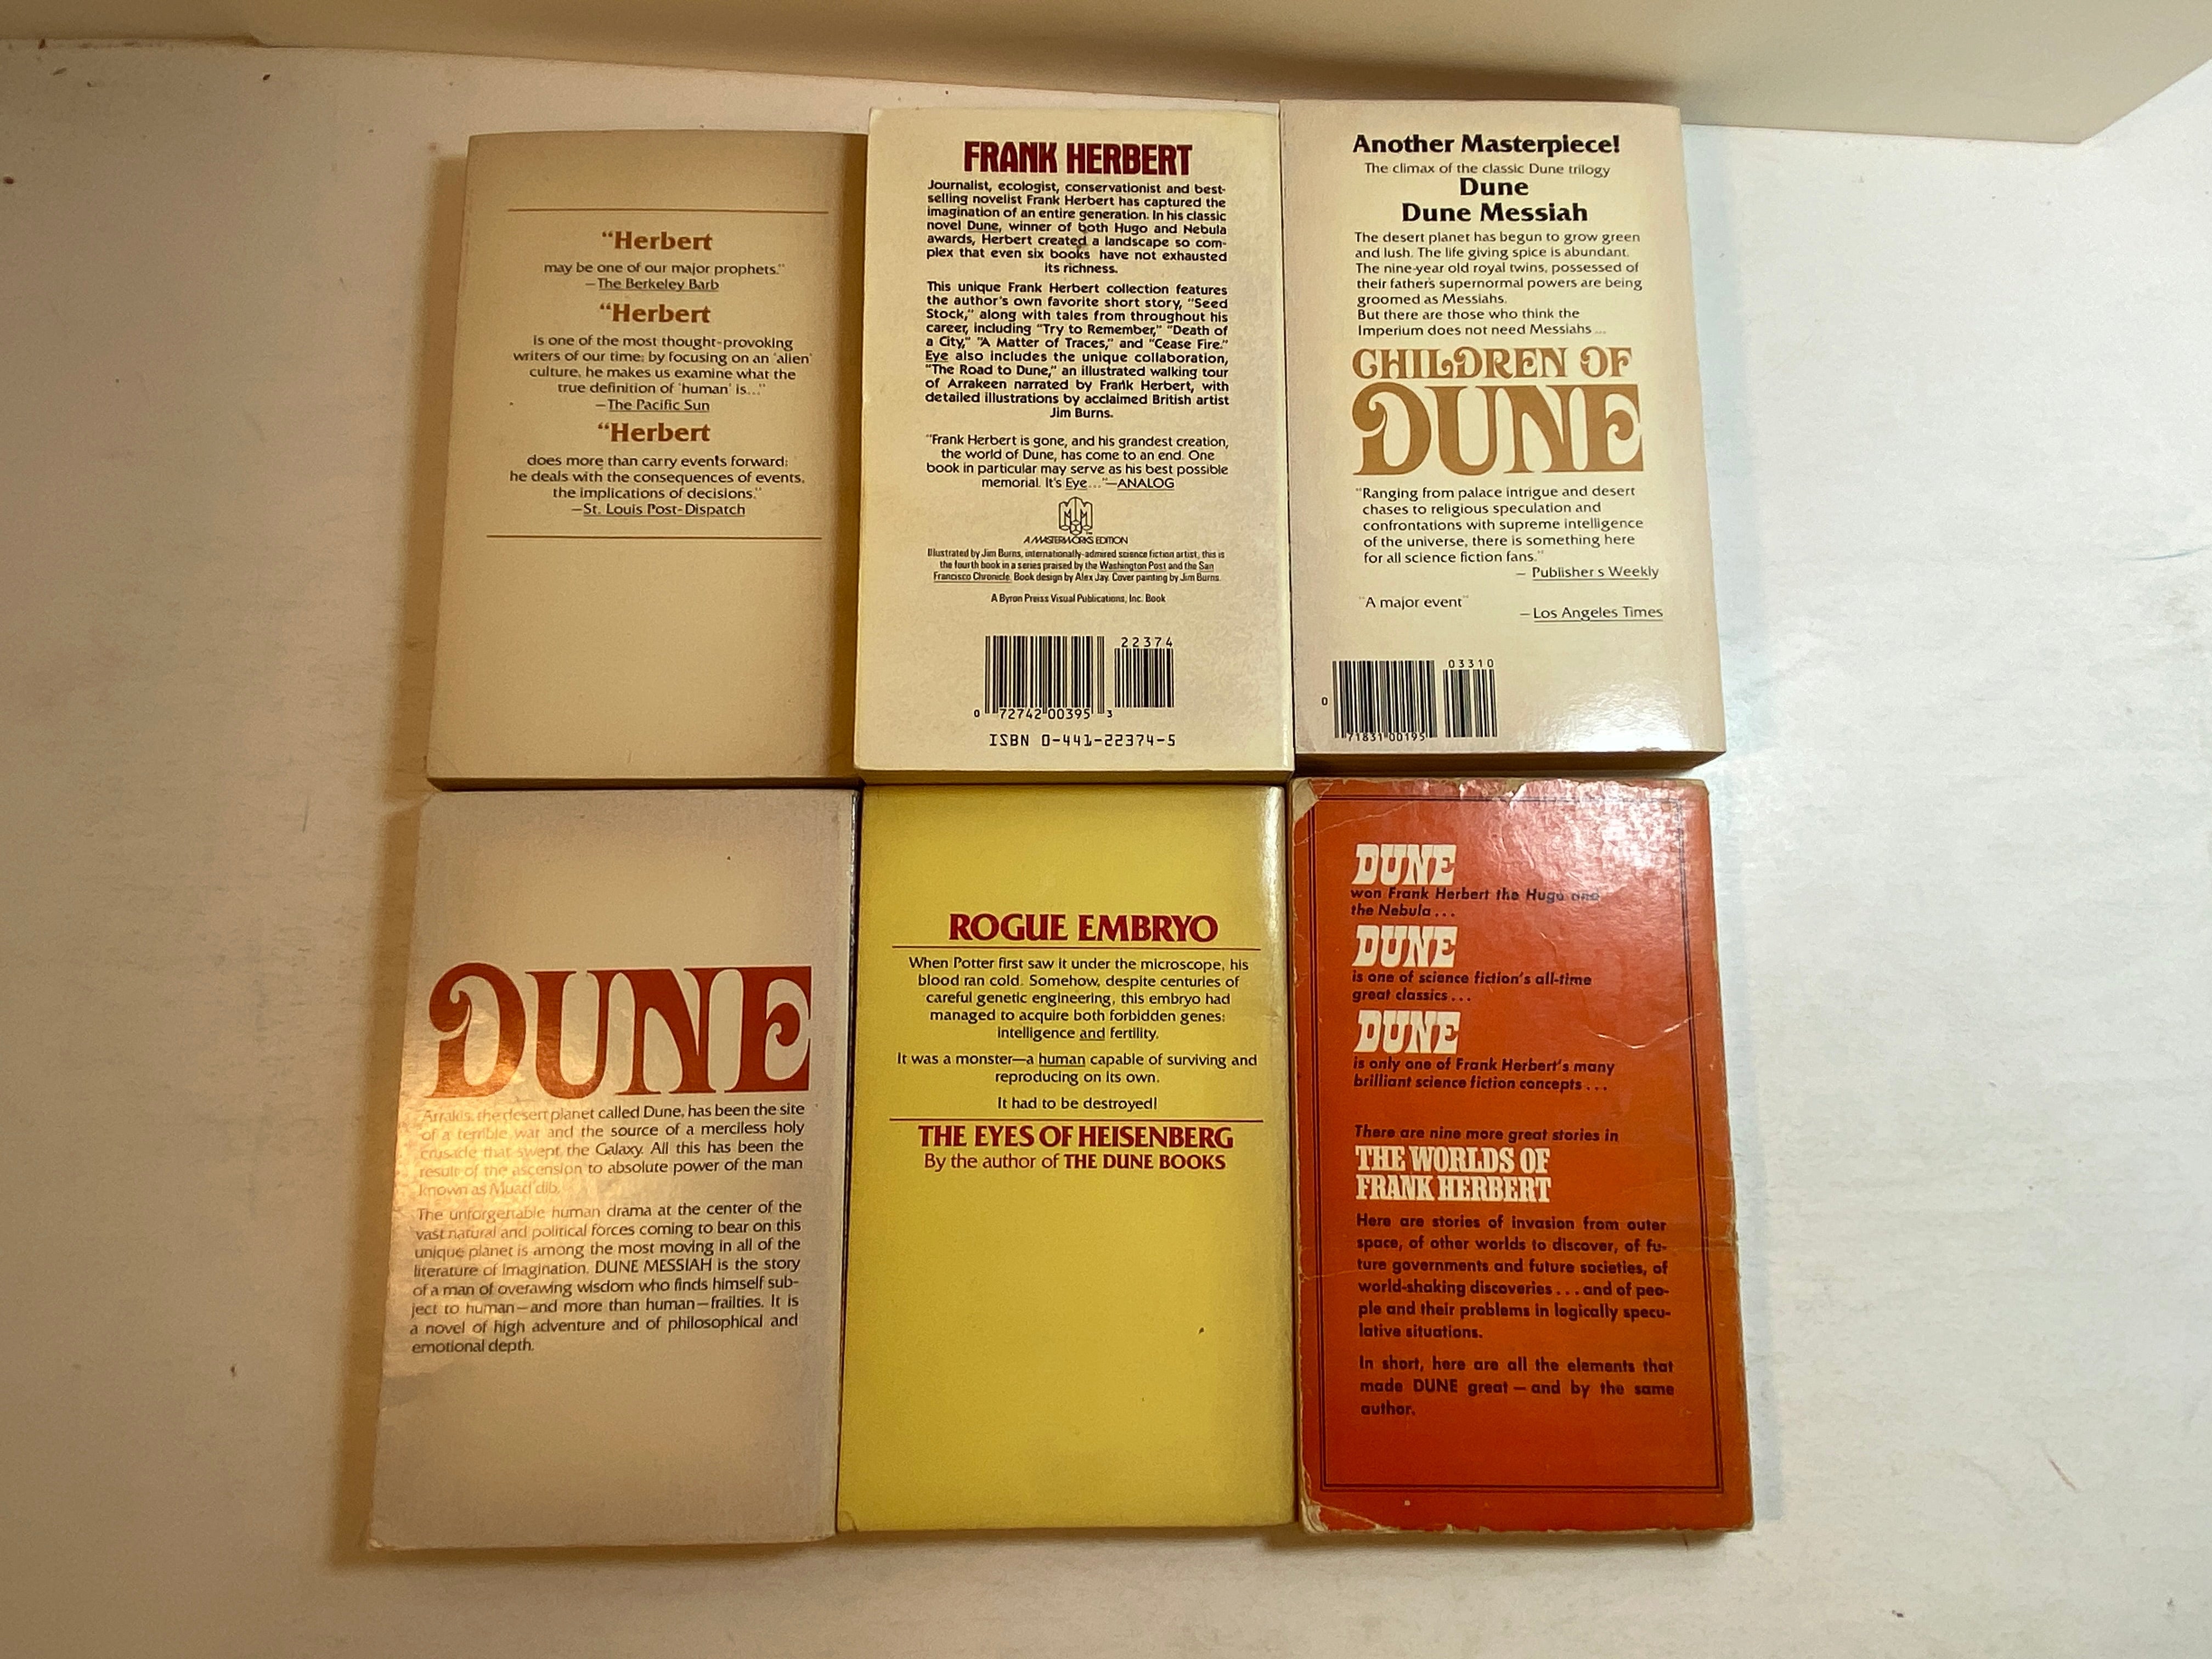 “Herbert
may be one of our major prophets.”
—The Berkeley Barb
“Herbert
is one of the most thought-provoking
writers of our time; by focusing on an ‘alien’
culture, he makes us examine what the
true definition of ‘human’ is...”
—The Pacific Sun
“Herbert
does more than carry events forward;
he deals with the consequences of events,
the implications of decisions.”
—St. Louis Post-Dispatch
FRANK HERBERT
Journalist, ecologist, conservationist and best-
selling novelist Frank Herbert has captured the
imagination of an entire generation. In his classic
novel Dune, winner of both Hugo and Nebula
awards, Herbert created a landscape so com-
plex that even six books have not exhausted
its richness.
This unique Frank Herbert collection features
the author's own favorite short story, "Seed
Stock," along with tales from throughout his
career, including "Try to Remember," "Death of
a City," "A Matter of Traces," and "Cease Fire."
Eye also includes the unique collaboration,
"The Road to Dune," an illustrated walking tour
of Arrakeen narrated by Frank Herbert, with
detailed illustrations by acclaimed British artist
Jim Burns.
"Frank Herbert is gone, and his grandest creation,
the world of Dune, has come to an end. One
book in particular may serve as his best possible
memorial. It's Eye..."—ANALOG
MM
A MASTERWORKS EDITION
Illustrated by Jim Burns, internationally-admired science fiction artist, this is
the fourth book in a series praised by the Washington Post and the San
Francisco Chronicle. Book design by Alex Jay. Cover painting by Jim Burns.
A Byron Preiss Visual Publications, Inc. Book
22374
0 72742 00395 3
ISBN 0-441-22374-5
Another Masterpiece!
The climax of the classic Dune trilogy
Dune
Dune Messiah
The desert planet has begun to grow green
and lush. The life giving spice is abundant.
The nine-year old royal twins, possessed of
their father's supernormal powers are being
groomed as Messiahs.
But there are those who think the
Imperium does not need Messiahs ...
CHILDREN OF
DUNE
"Ranging from palace intrigue and desert
chases to religious speculation and
confrontations with supreme intelligence
of the universe, there is something here
for all science fiction fans."
— Publisher s Weekly
"A major event"
—Los Angeles Times
03310
0 71831 00195
DUNE
Arrakis, the desert planet called Dune, has been the site
of a terrible war and the source of a merciless holy
crusade that swept the Galaxy. All this has been the
result of the ascension to absolute power of the man
known as Muad'dib.
The unforgettable human drama at the center of the
vast natural and political forces coming to bear on this
unique planet is among the most moving in all of the
literature of imagination. DUNE MESSIAH is the story
of a man of overawing wisdom who finds himself sub-
ject to human—and more than human—frailties. It is
a novel of high adventure and of philosophical and
emotional depth.
ROGUE EMBRYO
When Potter first saw it under the microscope, his
blood ran cold. Somehow, despite centuries of
careful genetic engineering, this embryo had
managed to acquire both forbidden genes:
intelligence and fertility.
It was a monster—a human capable of surviving and
reproducing on its own.
It had to be destroyed!
THE EYES OF HEISENBERG
By the author of THE DUNE BOOKS
DUNE
won Frank Herbert the Hugo and
the Nebula...
DUNE
is one of science fiction's all-time
great classics...
DUNE
is only one of Frank Herbert's many
brilliant science fiction concepts...
There are nine more great stories in
THE WORLDS OF
FRANK HERBERT
Here are stories of invasion from outer
space, of other worlds to discover, of fu-
ture governments and future societies, of
world-shaking discoveries...and of peo-
ple and their problems in logically specu-
lative situations.
In short, here are all the elements that
made DUNE great — and by the same
author.